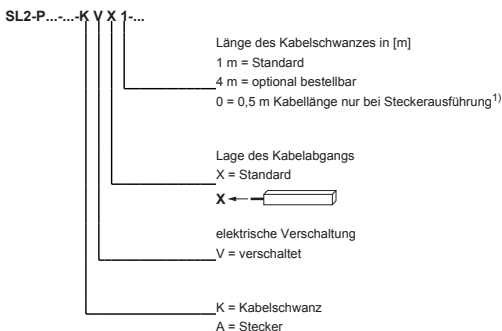 SL2-P...-...-K V X 1-...
Länge des Kabelschwanzes in [m]
1 m = Standard
4 m = optional bestellbar
0 = 0,5 m Kabellänge nur bei Steckerausführung1)
Lage des Kabelabgangs
X = Standard
X
elektrische Verschaltung
V = verschaltet
K = Kabelschwanz
A = Stecker